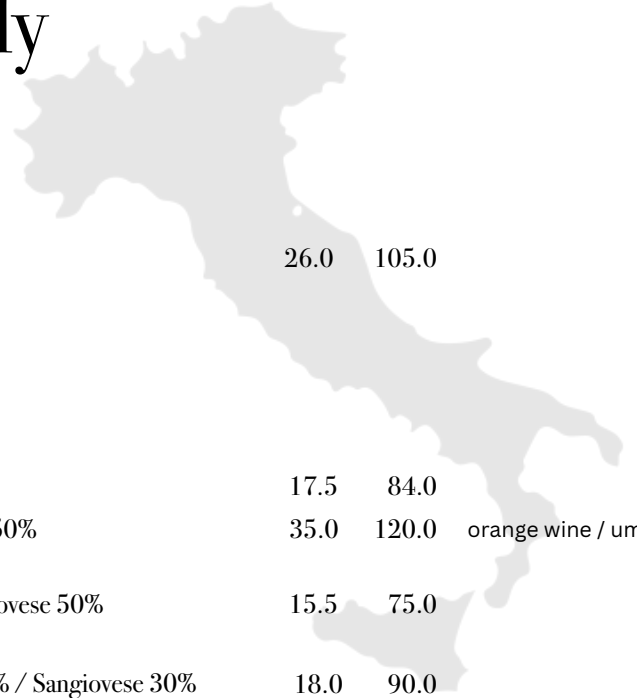 ly
26.0 105.0
17.5 84.0
50% 35.0 120.0 orange wine / um
ovese 50% 15.5 75.0
% / Sangiovese 30% 18.0 90.0